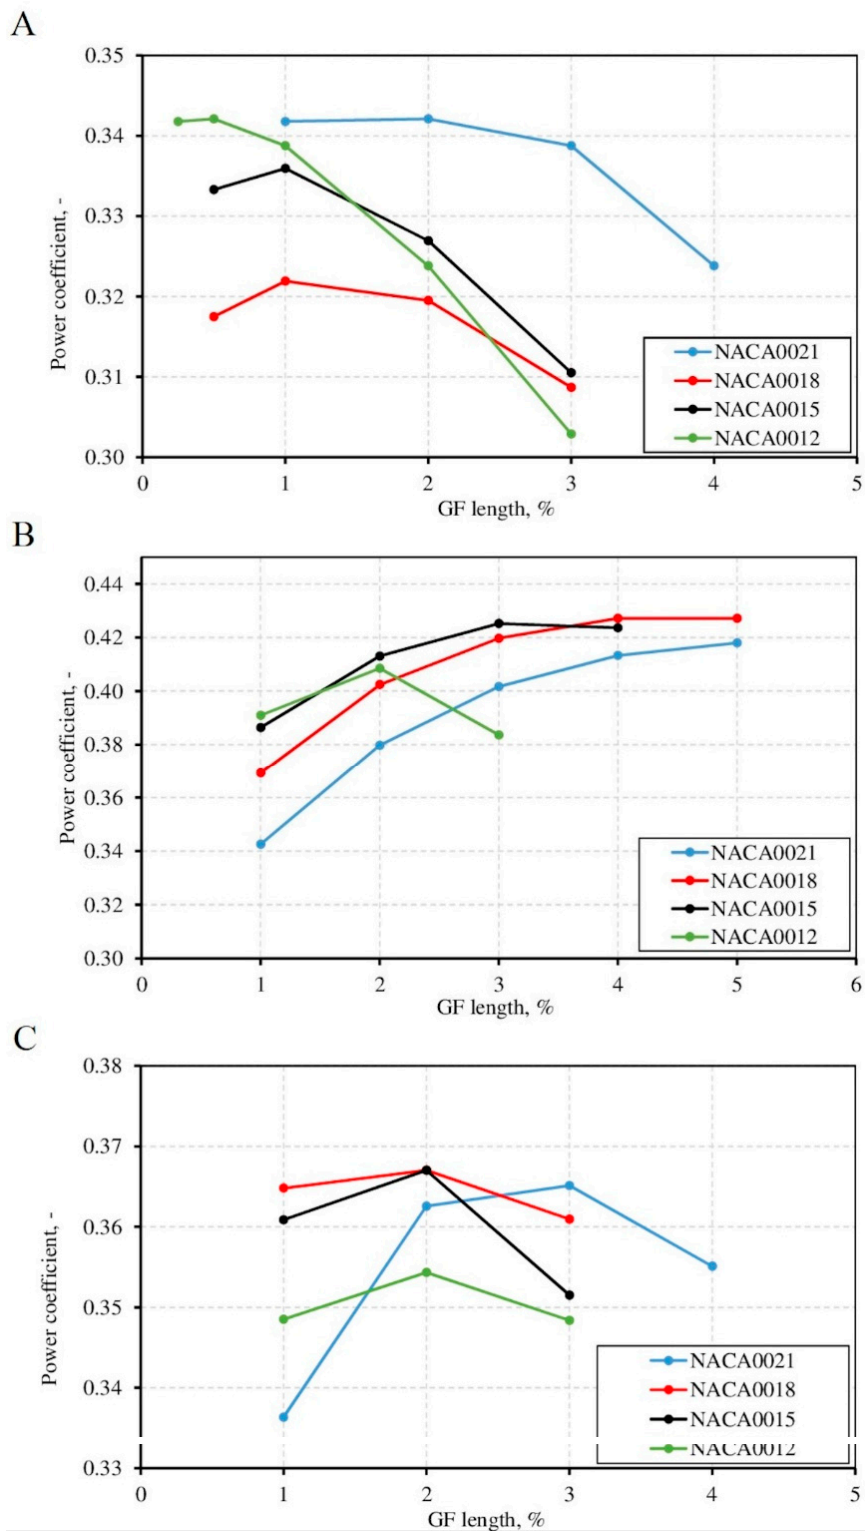 A
0.35
0.34
0.33
0.32
0.31
0.30
Power coefficient, -
NACA0021
NACA0018
NACA0015
NACA0012
0 1 2 3 4 5
GF length, %
B
0.44
0.42
0.40
0.38
0.36
0.34
0.32
0.30
Power coefficient, -
NACA0021
NACA0018
NACA0015
NACA0012
0 1 2 3 4 5 6
GF length, %
C
0.38
0.37
0.36
0.35
0.34
0.33
Power coefficient, -
NACA0021
NACA0018
NACA0015
NACA0012
0 1 2 3 4 5
GF length, %